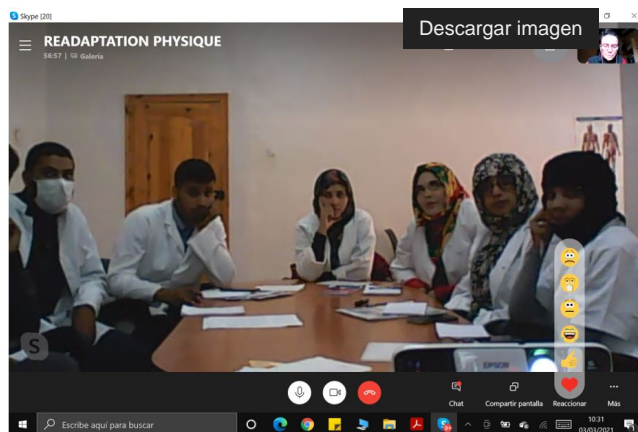 Skype [20]
Descargar imagen
READAPTATION PHYSIQUE
56:57 | Galería
S
EPSON
Chat
Compartir pantalla
Reaccionar
Más
Escribe aquí para buscar
10:31
03/03/2021